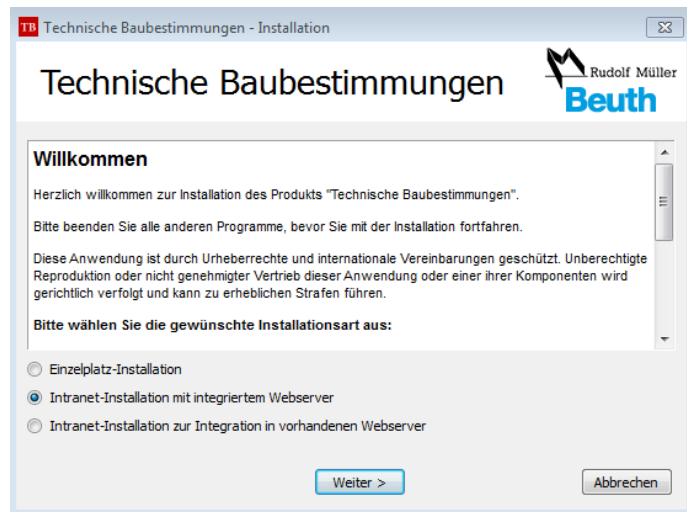 TB Technische Baubestimmungen - Installation
Technische Baubestimmungen
Rudolf Müller
Beuth
Willkommen
Herzlich willkommen zur Installation des Produkts "Technische Baubestimmungen".
Bitte beenden Sie alle anderen Programme, bevor Sie mit der Installation fortfahren.
Diese Anwendung ist durch Urheberrechte und internationale Vereinbarungen geschützt. Unberechtigte
Reproduktion oder nicht genehmigter Vertrieb dieser Anwendung oder einer ihrer Komponenten wird
gerichtlich verfolgt und kann zu erheblichen Strafen führen.
Bitte wählen Sie die gewünschte Installationsart aus:
Einzelplatz-Installation
Intranet-Installation mit integriertem Webserver
Intranet-Installation zur Integration in vorhandenen Webserver
Weiter >
Abbrechen